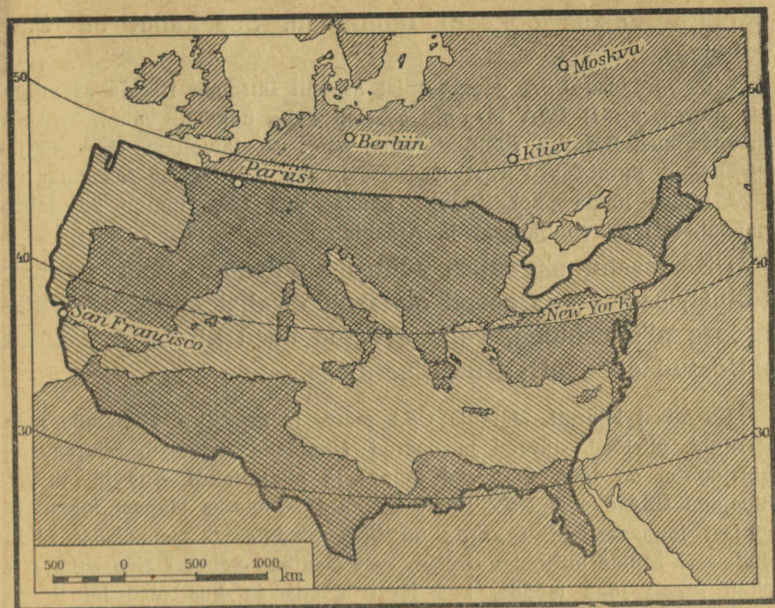 Moskva
50
50
Berliin
Kiiev
Pariis
40
40
New York
San Francisco
30
30
500 0 500 1000 km.